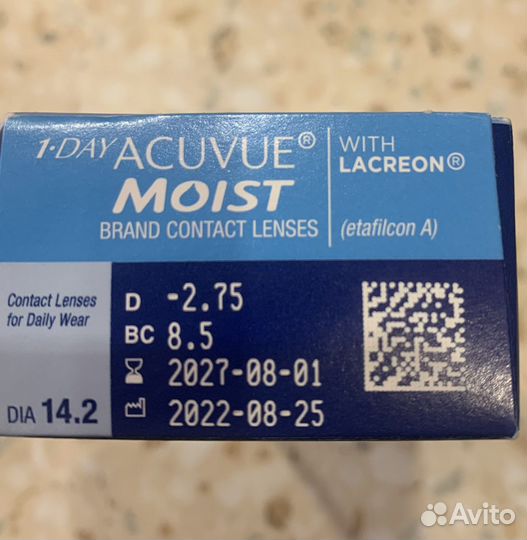 1·DAY ACUVUE® MOIST
BRAND CONTACT LENSES
WITH
LACREON®
(etafilcon A)
Contact Lenses
for Daily Wear
DIA 14.2
D -2.75
BC 8.5
2027-08-01
2022-08-25
Avito